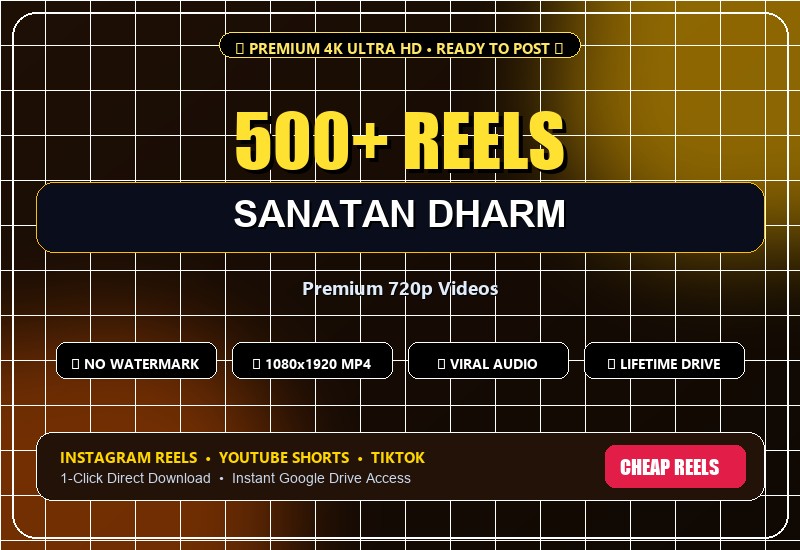 PREMIUM 4K ULTRA HD • READY TO POST
500+ REELS
SANATAN DHARM
Premium 720p Videos
NO WATERMARK
1080x1920 MP4
VIRAL AUDIO
LIFETIME DRIVE
INSTAGRAM REELS • YOUTUBE SHORTS • TIKTOK
1-Click Direct Download • Instant Google Drive Access
CHEAP REELS